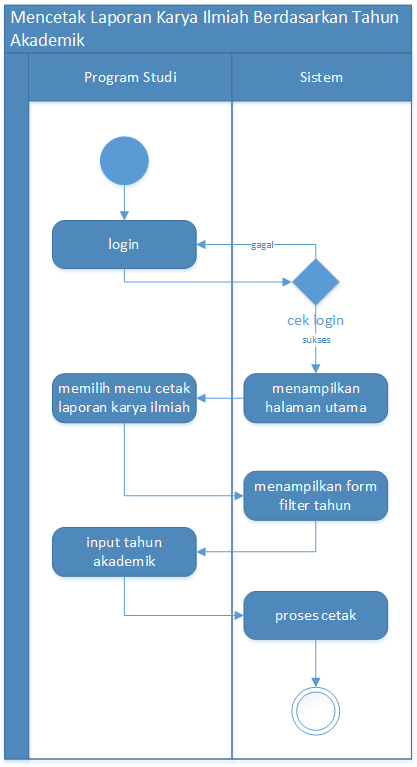 Mencetak Laporan Karya Ilmiah Berdasarkan Tahun
Akademik
Program Studi
Sistem
login
gagal
cek login
sukses
memilih menu cetak
laporan karya ilmiah
menampilkan
halaman utama
menampilkan form
filter tahun
input tahun
akademik
proses cetak